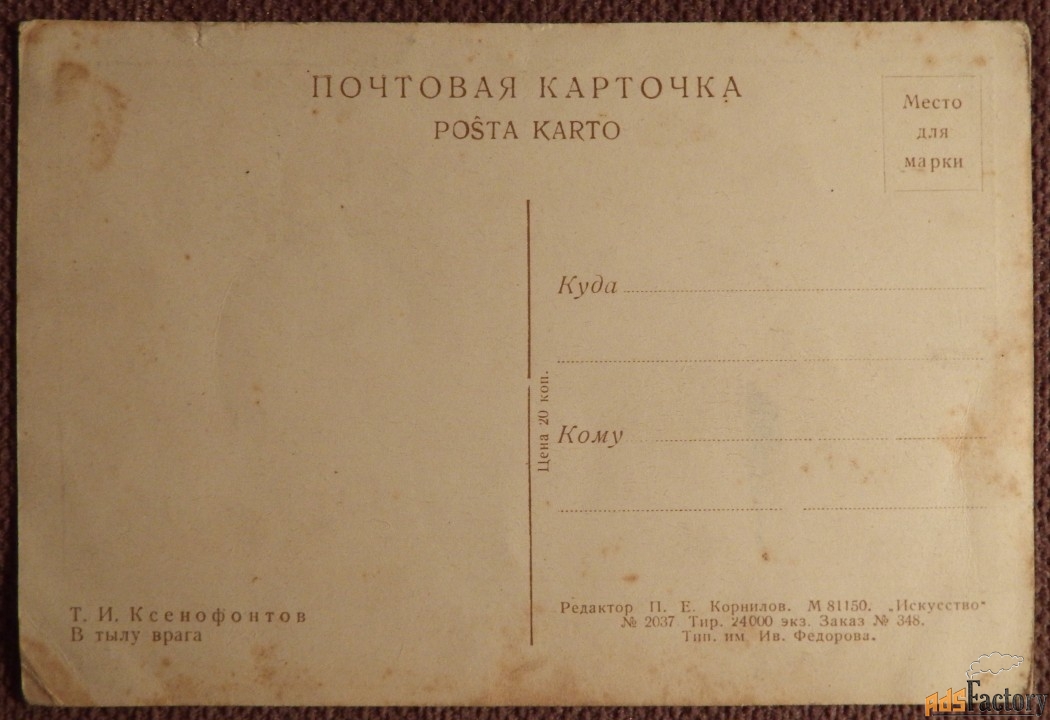 ПОЧТОВАЯ КАРТОЧКА
POŜTA KARTO
Место
для
марки
Куда
Цена 20 коп.
Кому
Т. И. Ксенофонтов
В тылу врага
Редактор П. Е. Корнилов. М 81150. „Искусство“
№ 2037 Тир. 24000 экз. Заказ № 348.
Тип. им Ив. Федорова.
AdsFactory